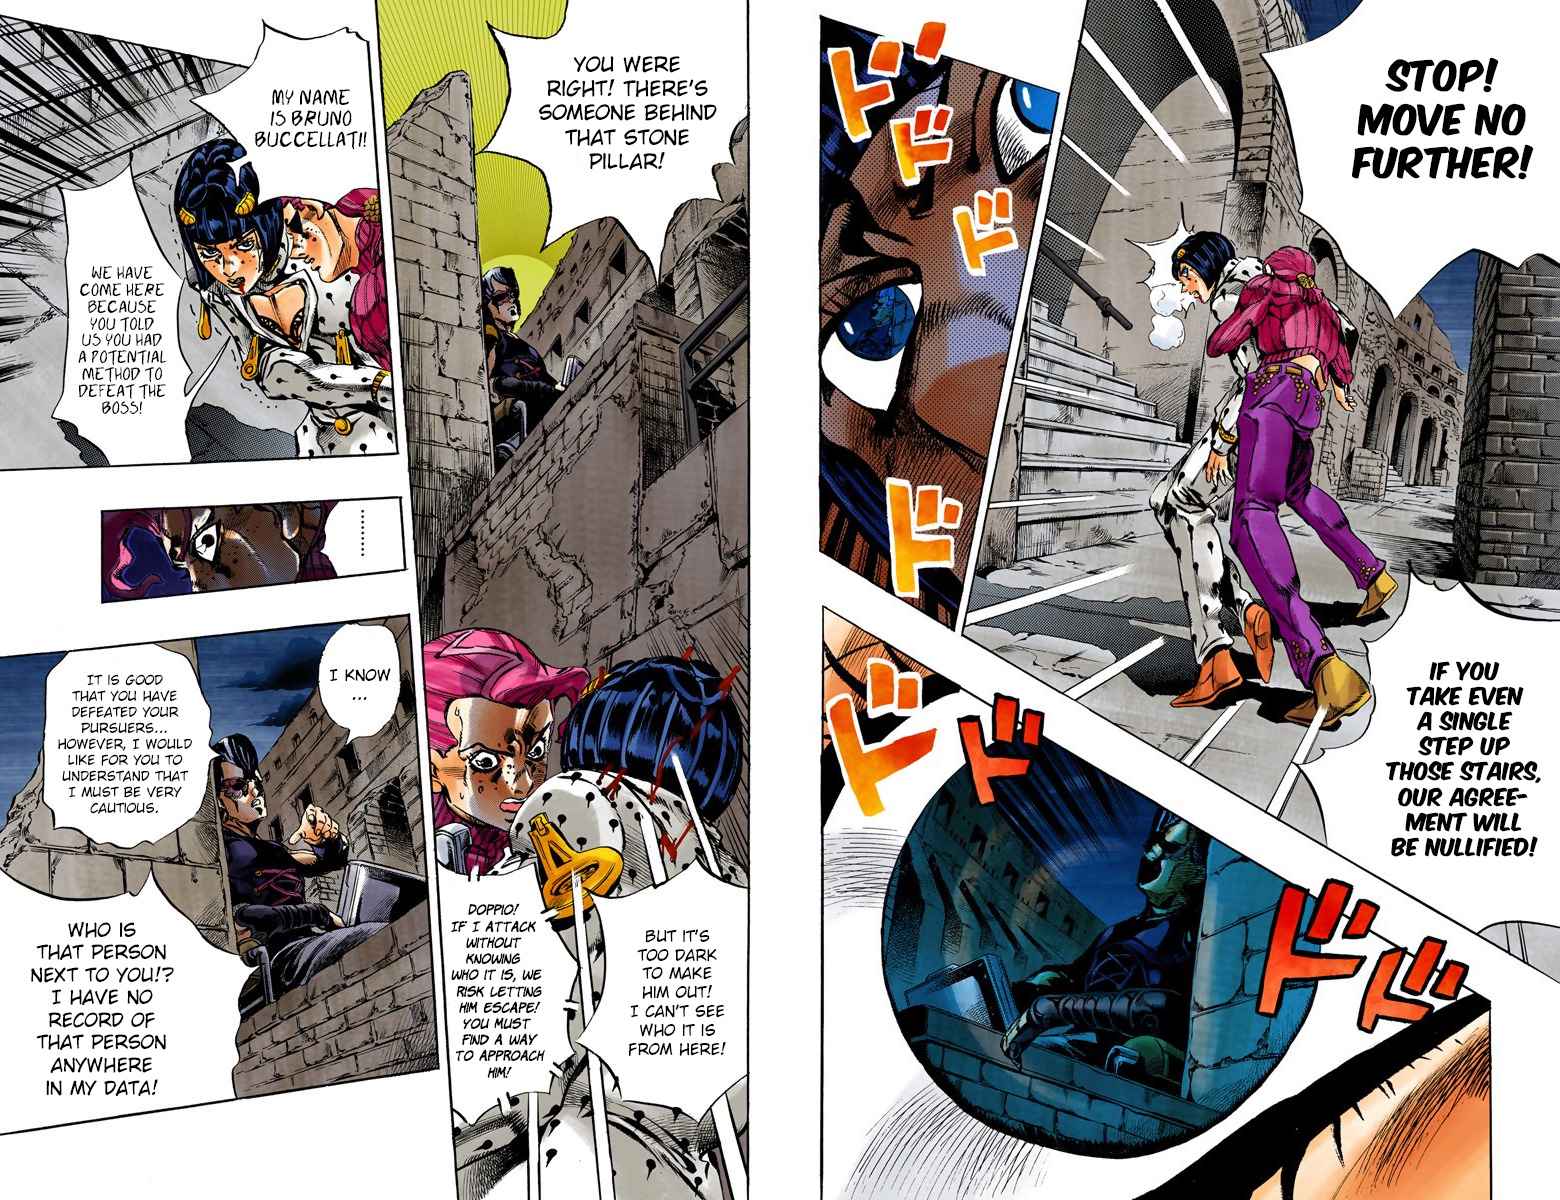 STOP!
MOVE NO
FURTHER!
ド
ド
ド
ド
IF YOU
TAKE EVEN
A SINGLE
STEP UP
THOSE STAIRS,
OUR AGREE-
MENT WILL
BE NULLIFIED!
ド
ド
ド
ド
YOU WERE
RIGHT! THERE'S
SOMEONE BEHIND
THAT STONE
PILLAR!
BUT IT'S
TOO DARK
TO MAKE
HIM OUT!
I CAN'T SEE
WHO IT IS
FROM HERE!
DOPPIO!
IF I ATTACK
WITHOUT
KNOWING
WHO IT IS, WE
RISK LETTING
HIM ESCAPE!
YOU MUST
FIND A WAY
TO APPROACH
HIM!
MY NAME
IS BRUNO
BUCCELLATI!
WE HAVE
COME HERE
BECAUSE
YOU TOLD
US YOU HAD
A POTENTIAL
METHOD TO
DEFEAT THE
BOSS!
.........
I KNOW
...
IT IS GOOD
THAT YOU HAVE
DEFEATED YOUR
PURSUERS...
HOWEVER, I WOULD
LIKE FOR YOU TO
UNDERSTAND THAT
I MUST BE VERY
CAUTIOUS.
WHO IS
THAT PERSON
NEXT TO YOU!?
I HAVE NO
RECORD OF
THAT PERSON
ANYWHERE
IN MY DATA!